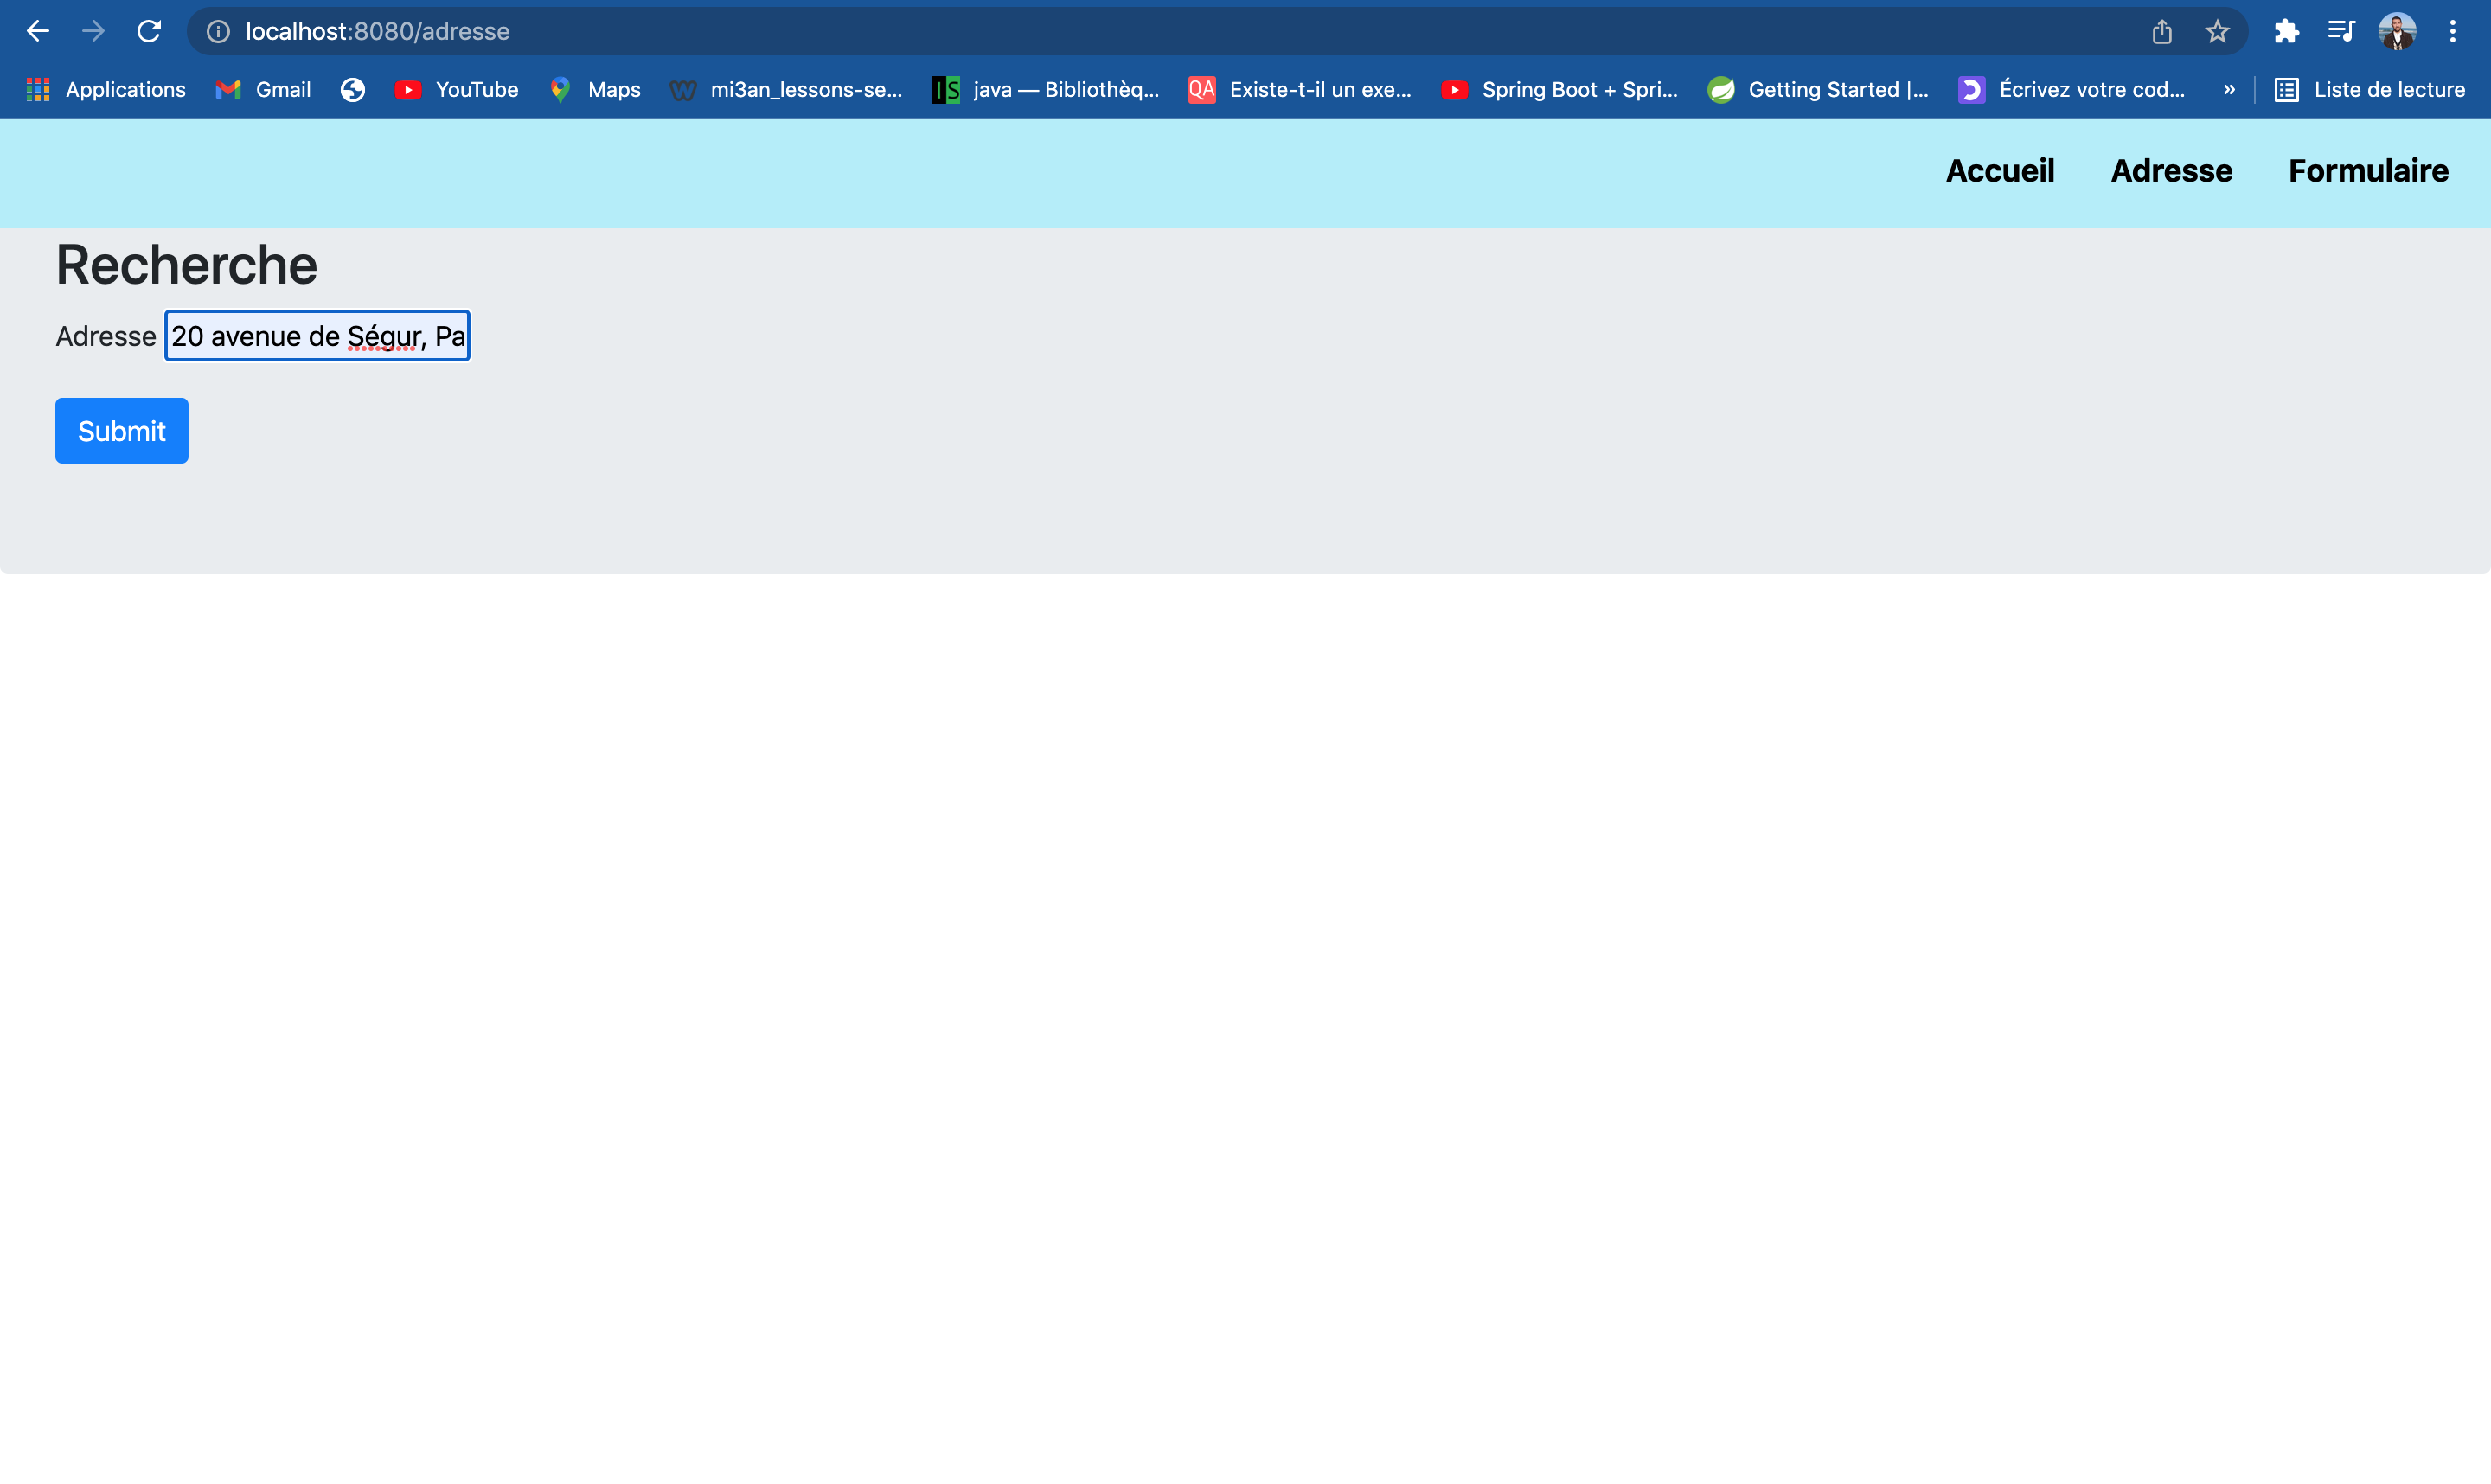 localhost:8080/adresse
Applications Gmail YouTube Maps mi3an_lessons-se... java — Bibliothèq... QA Existe-t-il un exe... Spring Boot + Spri... Getting Started |... Écrivez votre cod... » Liste de lecture
Accueil Adresse Formulaire
Recherche
Adresse 20 avenue de Ségur, Pa
Submit